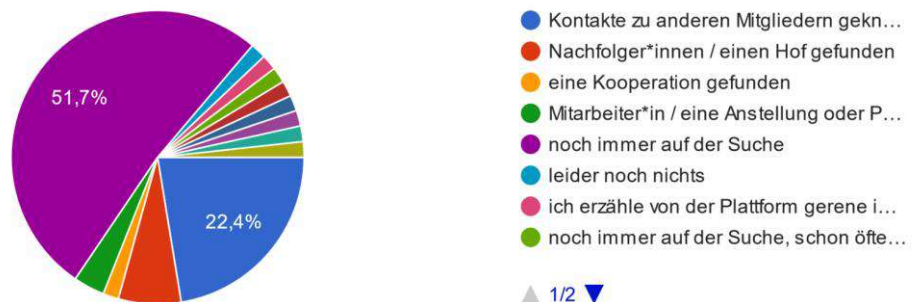 51,7%
22,4%
Kontakte zu anderen Mitgliedern gekn…
Nachfolger*innen / einen Hof gefunden
eine Kooperation gefunden
Mitarbeiter*in / eine Anstellung oder P…
noch immer auf der Suche
leider noch nichts
ich erzähle von der Plattform gerene i…
noch immer auf der Suche, schon öfte…
1/2